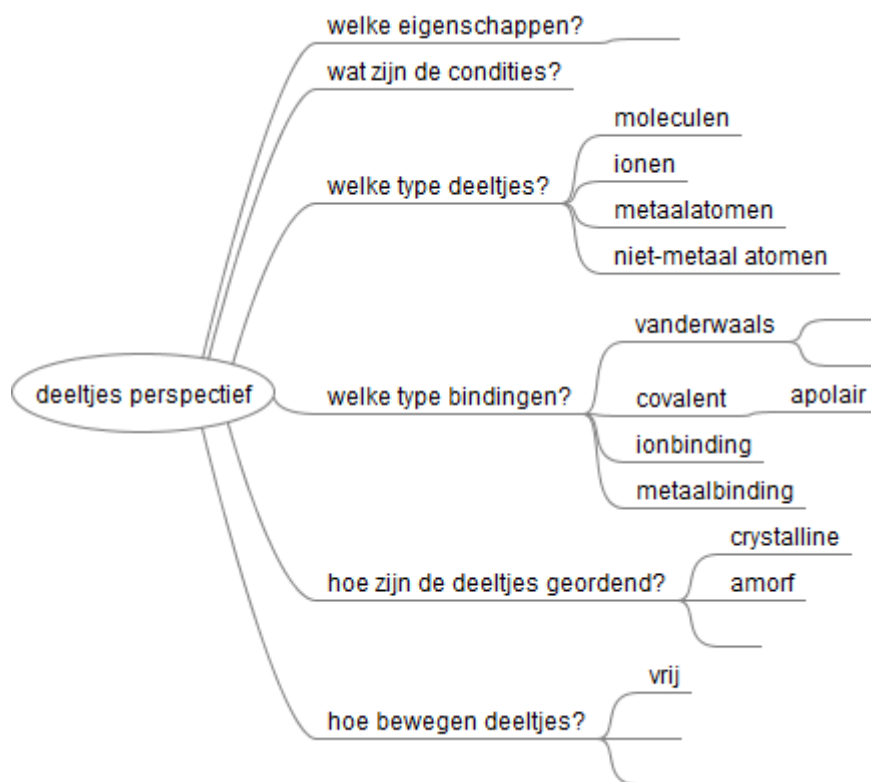 welke eigenschappen?
wat zijn de condities?
moleculen
ionen
welke type deeltjes?
metaalatomen
niet-metaal atomen
vanderwaals
deeltjes perspectief
welke type bindingen?
covalent
apolair
ionbinding
metaalbinding
crystalline
hoe zijn de deeltjes geordend?
amorf
vrij
hoe bewegen deeltjes?